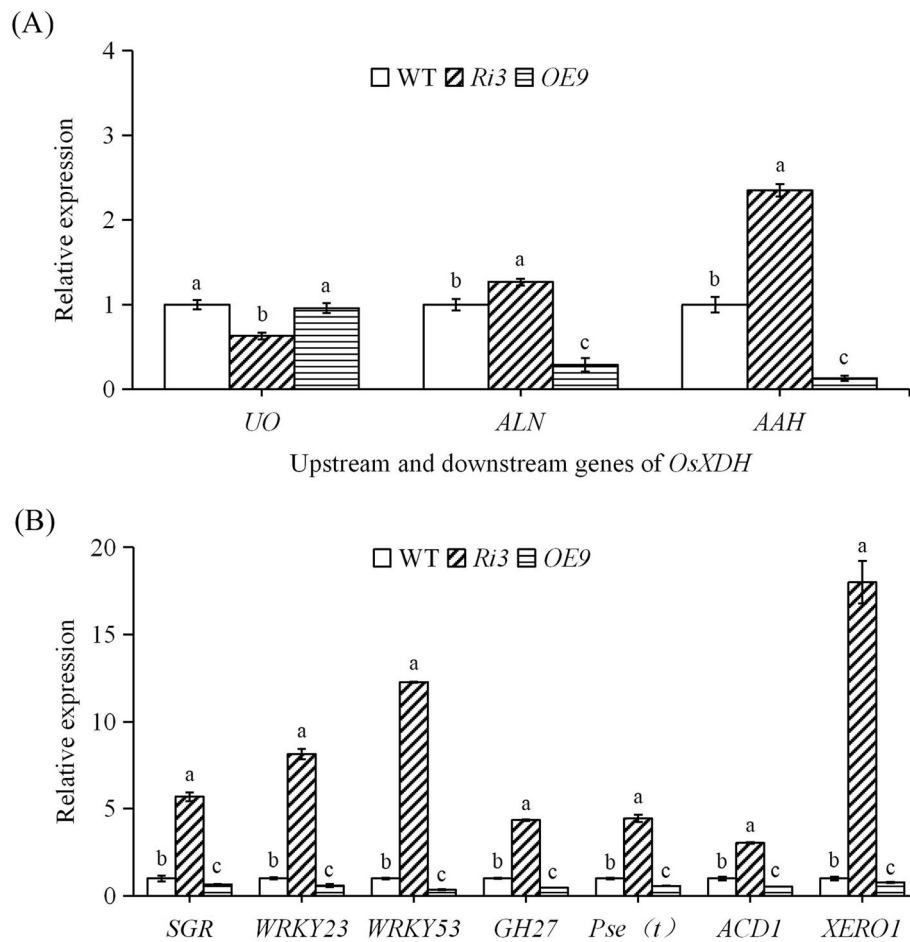 (A)
Relative expression
4
3
2
1
0
WT Ri3 OE9
a
b
a
b
a
c
b
a
c
UO ALN AAH
Upstream and downstream genes of OsXDH
(B)
Relative expression
20
15
10
5
0
WT Ri3 OE9
b
a
c
b
a
c
b
a
c
b
a
c
b
a
c
b
a
c
b
a
c
SGR WRKY23 WRKY53 GH27 Pse (t) ACD1 XERO1